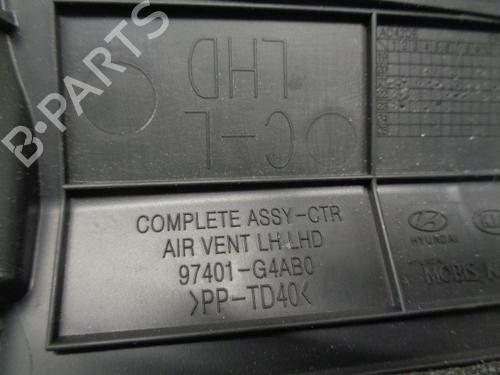 B-PARTS
LHD
C-L
COMPLETE ASSY-CTR
AIR VENT LH LHD
97401-G4AB0
>PP-TD40<
HYUNDAI
MOBIS